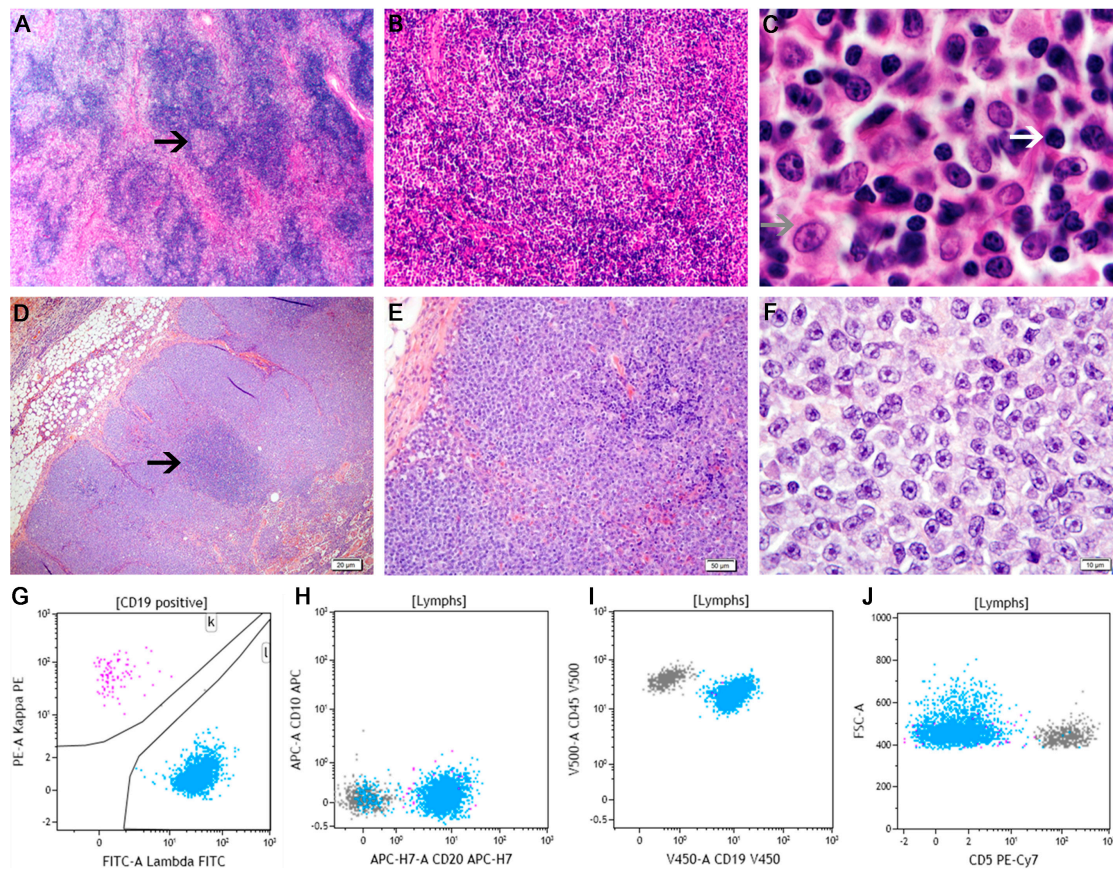 A
B
C
D
20 µm
E
50 µm
F
10 µm
G
[CD19 positive]
k
l
10³
10²
10¹
2
0
-2
PE-A Kappa PE
0
10¹
10²
10³
FITC-A Lambda FITC
H
[Lymphs]
10³
10²
10¹
10⁰
0
-0.5
APC-A CD10 APC
-0.5
0
10⁰
10¹
10²
10³
APC-H7-A CD20 APC-H7
I
[Lymphs]
10³
10²
10¹
10⁰
-0.5
V500-A CD45 V500
-0.5
10⁰
10¹
10²
10³
V450-A CD19 V450
J
[Lymphs]
1000
800
600
400
200
0
FSC-A
-2
0
2
10¹
10²
10³
CD5 PE-Cy7